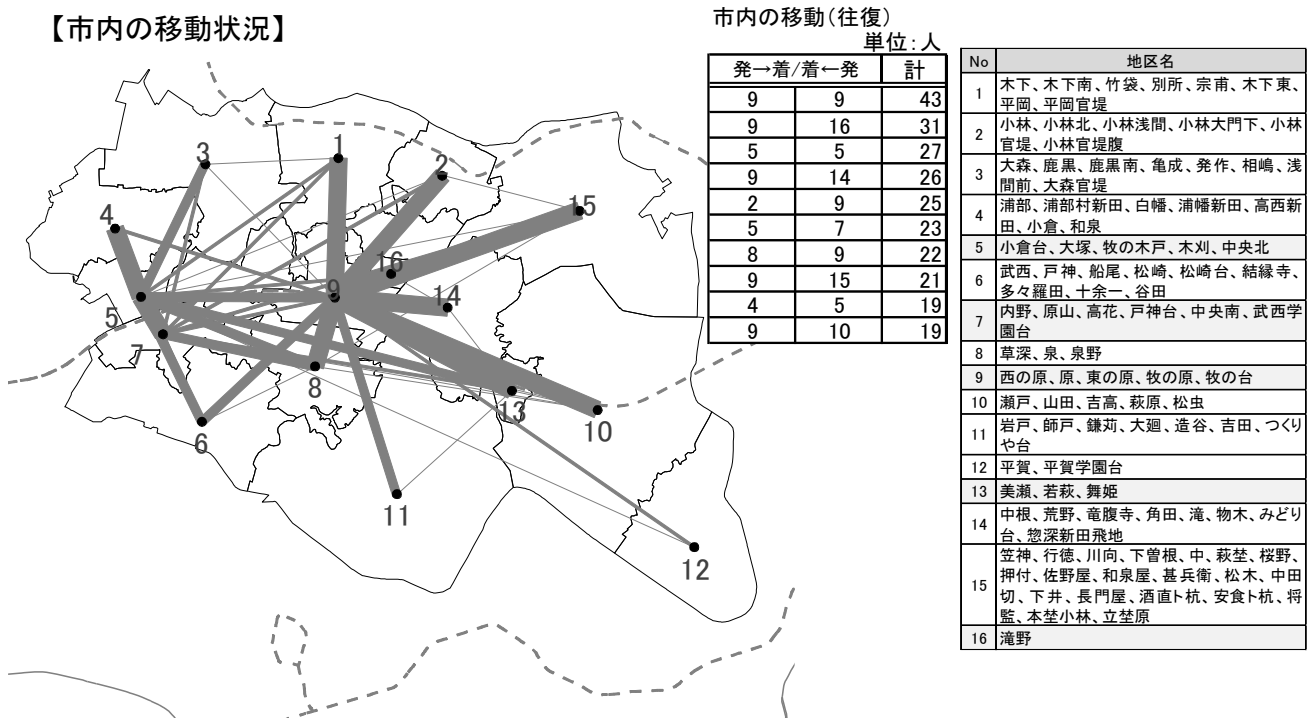 【市内の移動状況】
3
1
2
4
15
16
9
14
5
7
8
13
10
6
11
12
市内の移動(往復)
単位:人
発→着/着←発 計
9 9 43
9 16 31
5 5 27
9 14 26
2 9 25
5 7 23
8 9 22
9 15 21
4 5 19
9 10 19
No 地区名
1 木下、木下南、竹袋、別所、宗甫、木下東、
平岡、平岡官堤
2 小林、小林北、小林浅間、小林大門下、小林
官堤、小林官堤腹
3 大森、鹿黒、鹿黒南、亀成、発作、相嶋、浅
間前、大森官堤
4 浦部、浦部村新田、白幡、浦幡新田、高西新
田、小倉、和泉
5 小倉台、大塚、牧の木戸、木刈、中央北
6 武西、戸神、船尾、松崎、松崎台、結縁寺、
多々羅田、十余一、谷田
7 内野、原山、高花、戸神台、中央南、武西学
園台
8 草深、泉、泉野
9 西の原、原、東の原、牧の原、牧の台
10 瀬戸、山田、吉高、萩原、松虫
11 岩戸、師戸、鎌苅、大廻、造谷、吉田、つくり
や台
12 平賀、平賀学園台
13 美瀬、若萩、舞姫
14 中根、荒野、竜腹寺、角田、滝、物木、みどり
台、惣深新田飛地
15 笠神、行徳、川向、下曽根、中、萩埜、桜野、
押付、佐野屋、和泉屋、甚兵衛、松木、中田
切、下井、長門屋、酒直ト杭、安食ト杭、将
監、本埜小林、立埜原
16 滝野